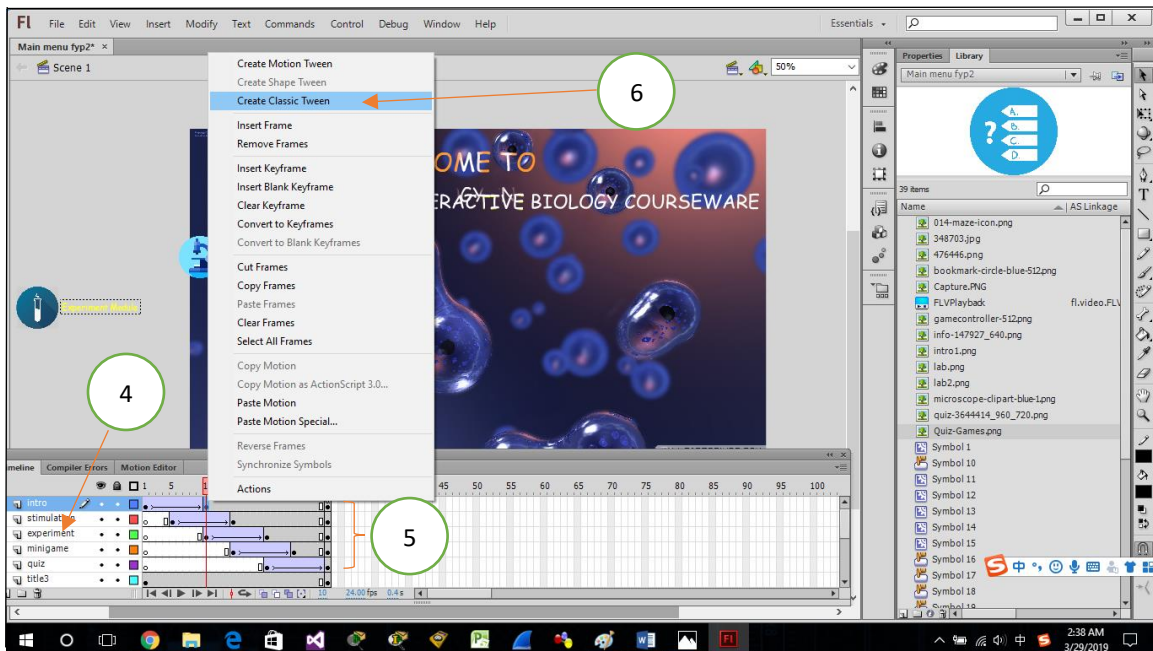 Fl File Edit View Insert Modify Text Commands Control Debug Window Help Essentials
Main menu fyp2* ×
Scene 1
50%
Create Motion Tween
Create Shape Tween
Create Classic Tween
Insert Frame
Remove Frames
Insert Keyframe
Insert Blank Keyframe
Clear Keyframe
Convert to Keyframes
Convert to Blank Keyframes
Cut Frames
Copy Frames
Paste Frames
Clear Frames
Select All Frames
Copy Motion
Copy Motion as ActionScript 3.0...
Paste Motion
Paste Motion Special...
Reverse Frames
Synchronize Symbols
Actions
6
4
5
OME TO
ERACTIVE BIOLOGY COURSEWARE
Experiment Module
Properties Library
Main menu fyp2
?
A.
B.
C.
D.
39 items
Name AS Linkage
014-maze-icon.png
348703.jpg
476446.png
bookmark-circle-blue-512.png
Capture.PNG
FLVPlayback fl.video.FLV
gamecontroller-512.png
info-147927_640.png
intro1.png
lab.png
lab2.png
microscope-clipart-blue-1.png
quiz-3644414_960_720.png
Quiz-Games.png
Symbol 1
Symbol 10
Symbol 11
Symbol 12
Symbol 13
Symbol 14
Symbol 15
Symbol 16
Symbol 17
Symbol 18
Symbol 19
meline Compiler Errors Motion Editor
1 5 45 50 55 60 65 70 75 80 85 90 95 100
intro
stimulation
experiment
minigame
quiz
title3
10 24.00 fps 0.4 s
中
Fl
中
2:38 AM
3/29/2019